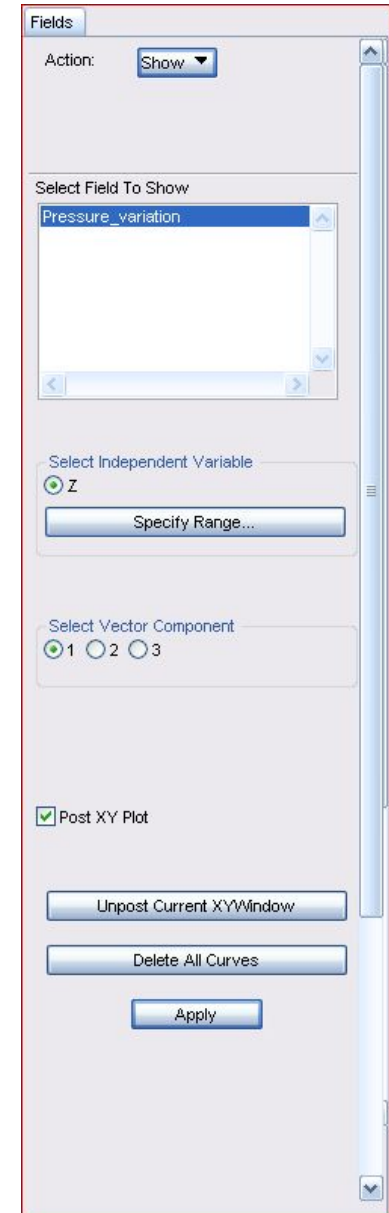 Fields
Action: Show
Select Field To Show
Pressure_variation
Select Independent Variable
Z
Specify Range...
Select Vector Component
1 2 3
Post XY Plot
Unpost Current XYWindow
Delete All Curves
Apply